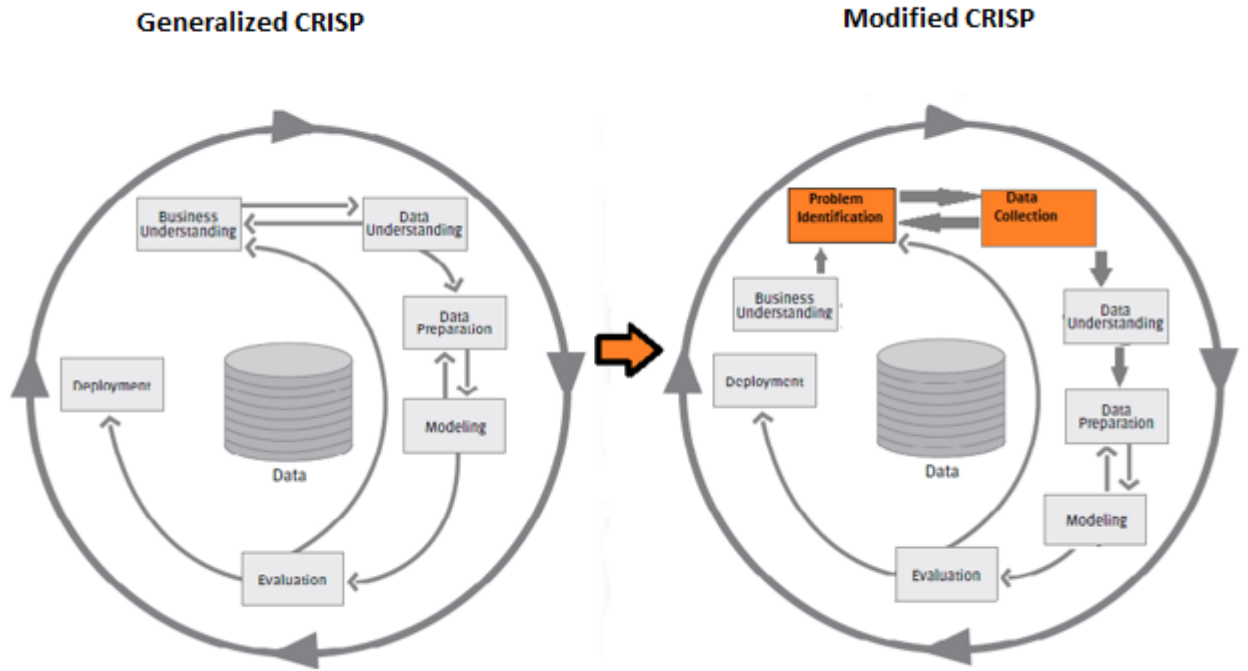 Generalized CRISP
Business
Understanding
Data
Understanding
Data
Preparation
Modeling
Deployment
Data
Evaluation
Modified CRISP
Problem
Identification
Data
Collection
Business
Understanding
Data
Understanding
Deployment
Data
Preparation
Data
Modeling
Evaluation